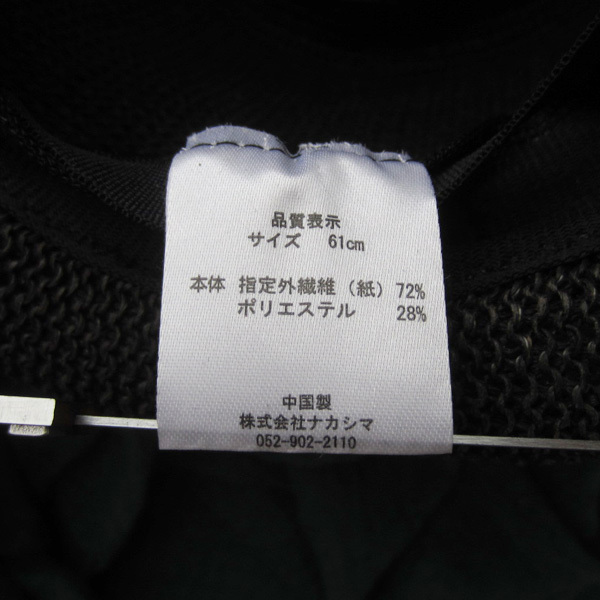 品質表示
サイズ 61cm
本体 指定外繊維（紙）72%
ポリエステル 28%
中国製
株式会社ナカシマ
052-902-2110